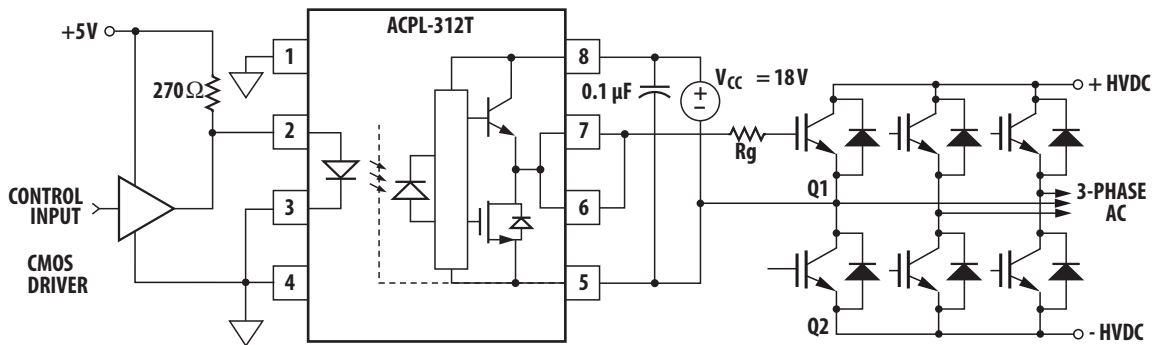 ACPL-312T
+5V
1
8
V_CC = 18V
+ HVDC
270Ω
0.1 µF
2
7
Rg
CONTROL
INPUT
3
6
Q1
3-PHASE
AC
CMOS
DRIVER
4
5
Q2
- HVDC
+
−